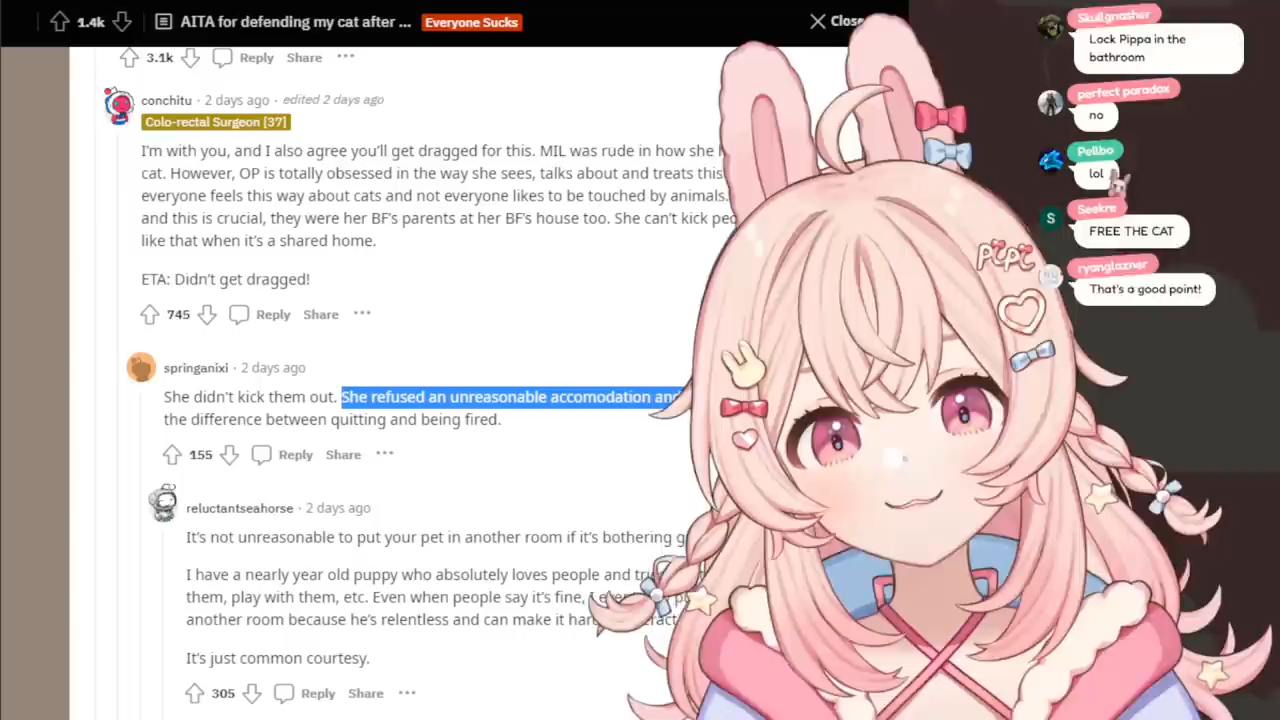 1.4k
AITA for defending my cat after ...
Everyone Sucks
Close
3.1k
Reply
Share
conchitu · 2 days ago · edited 2 days ago
Colo-rectal Surgeon [37]
I'm with you, and I also agree you'll get dragged for this. MIL was rude in how she
cat. However, OP is totally obsessed in the way she sees, talks about and treats this
everyone feels this way about cats and not everyone likes to be touched by animals.
and this is crucial, they were her BF's parents at her BF's house too. She can't kick
like that when it's a shared home.
ETA: Didn't get dragged!
745
Reply
Share
springanixi · 2 days ago
She didn't kick them out. She refused an unreasonable accomodation and
the difference between quitting and being fired.
155
Reply
Share
reluctantseahorse · 2 days ago
It's not unreasonable to put your pet in another room if it's bothering
I have a nearly year old puppy who absolutely loves people and
them, play with them, etc. Even when people say it's fine, I
another room because he's relentless and can make it
It's just common courtesy.
305
Reply
Share
pipi
Skullgnasher
Lock Pippa in the
bathroom
perfect paradox
no
Pellbo
lol
Seekre
S
FREE THE CAT
ryanglazner
That's a good point!